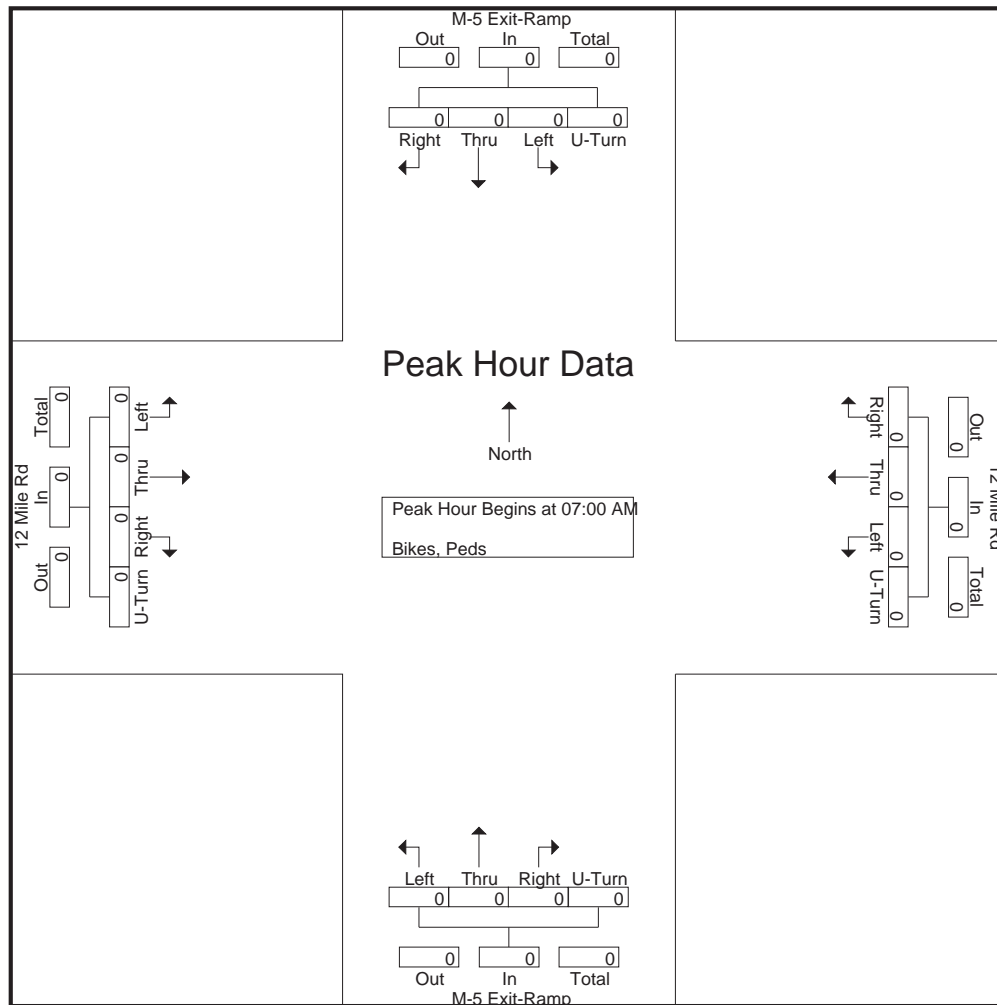 M-5 Exit-Ramp
Out In Total
0 0 0
0 0 0 0
Right Thru Left U-Turn
Peak Hour Data
North
Peak Hour Begins at 07:00 AM
Bikes, Peds
12 Mile Rd
Out In Total
0 0 0
0 0 0 0
U-Turn Right Thru Left
12 Mile Rd
Out In Total
0 0 0
0 0 0 0
Right Thru Left U-Turn
Left Thru Right U-Turn
0 0 0 0
0 0 0
Out In Total
M-5 Exit-Ramp